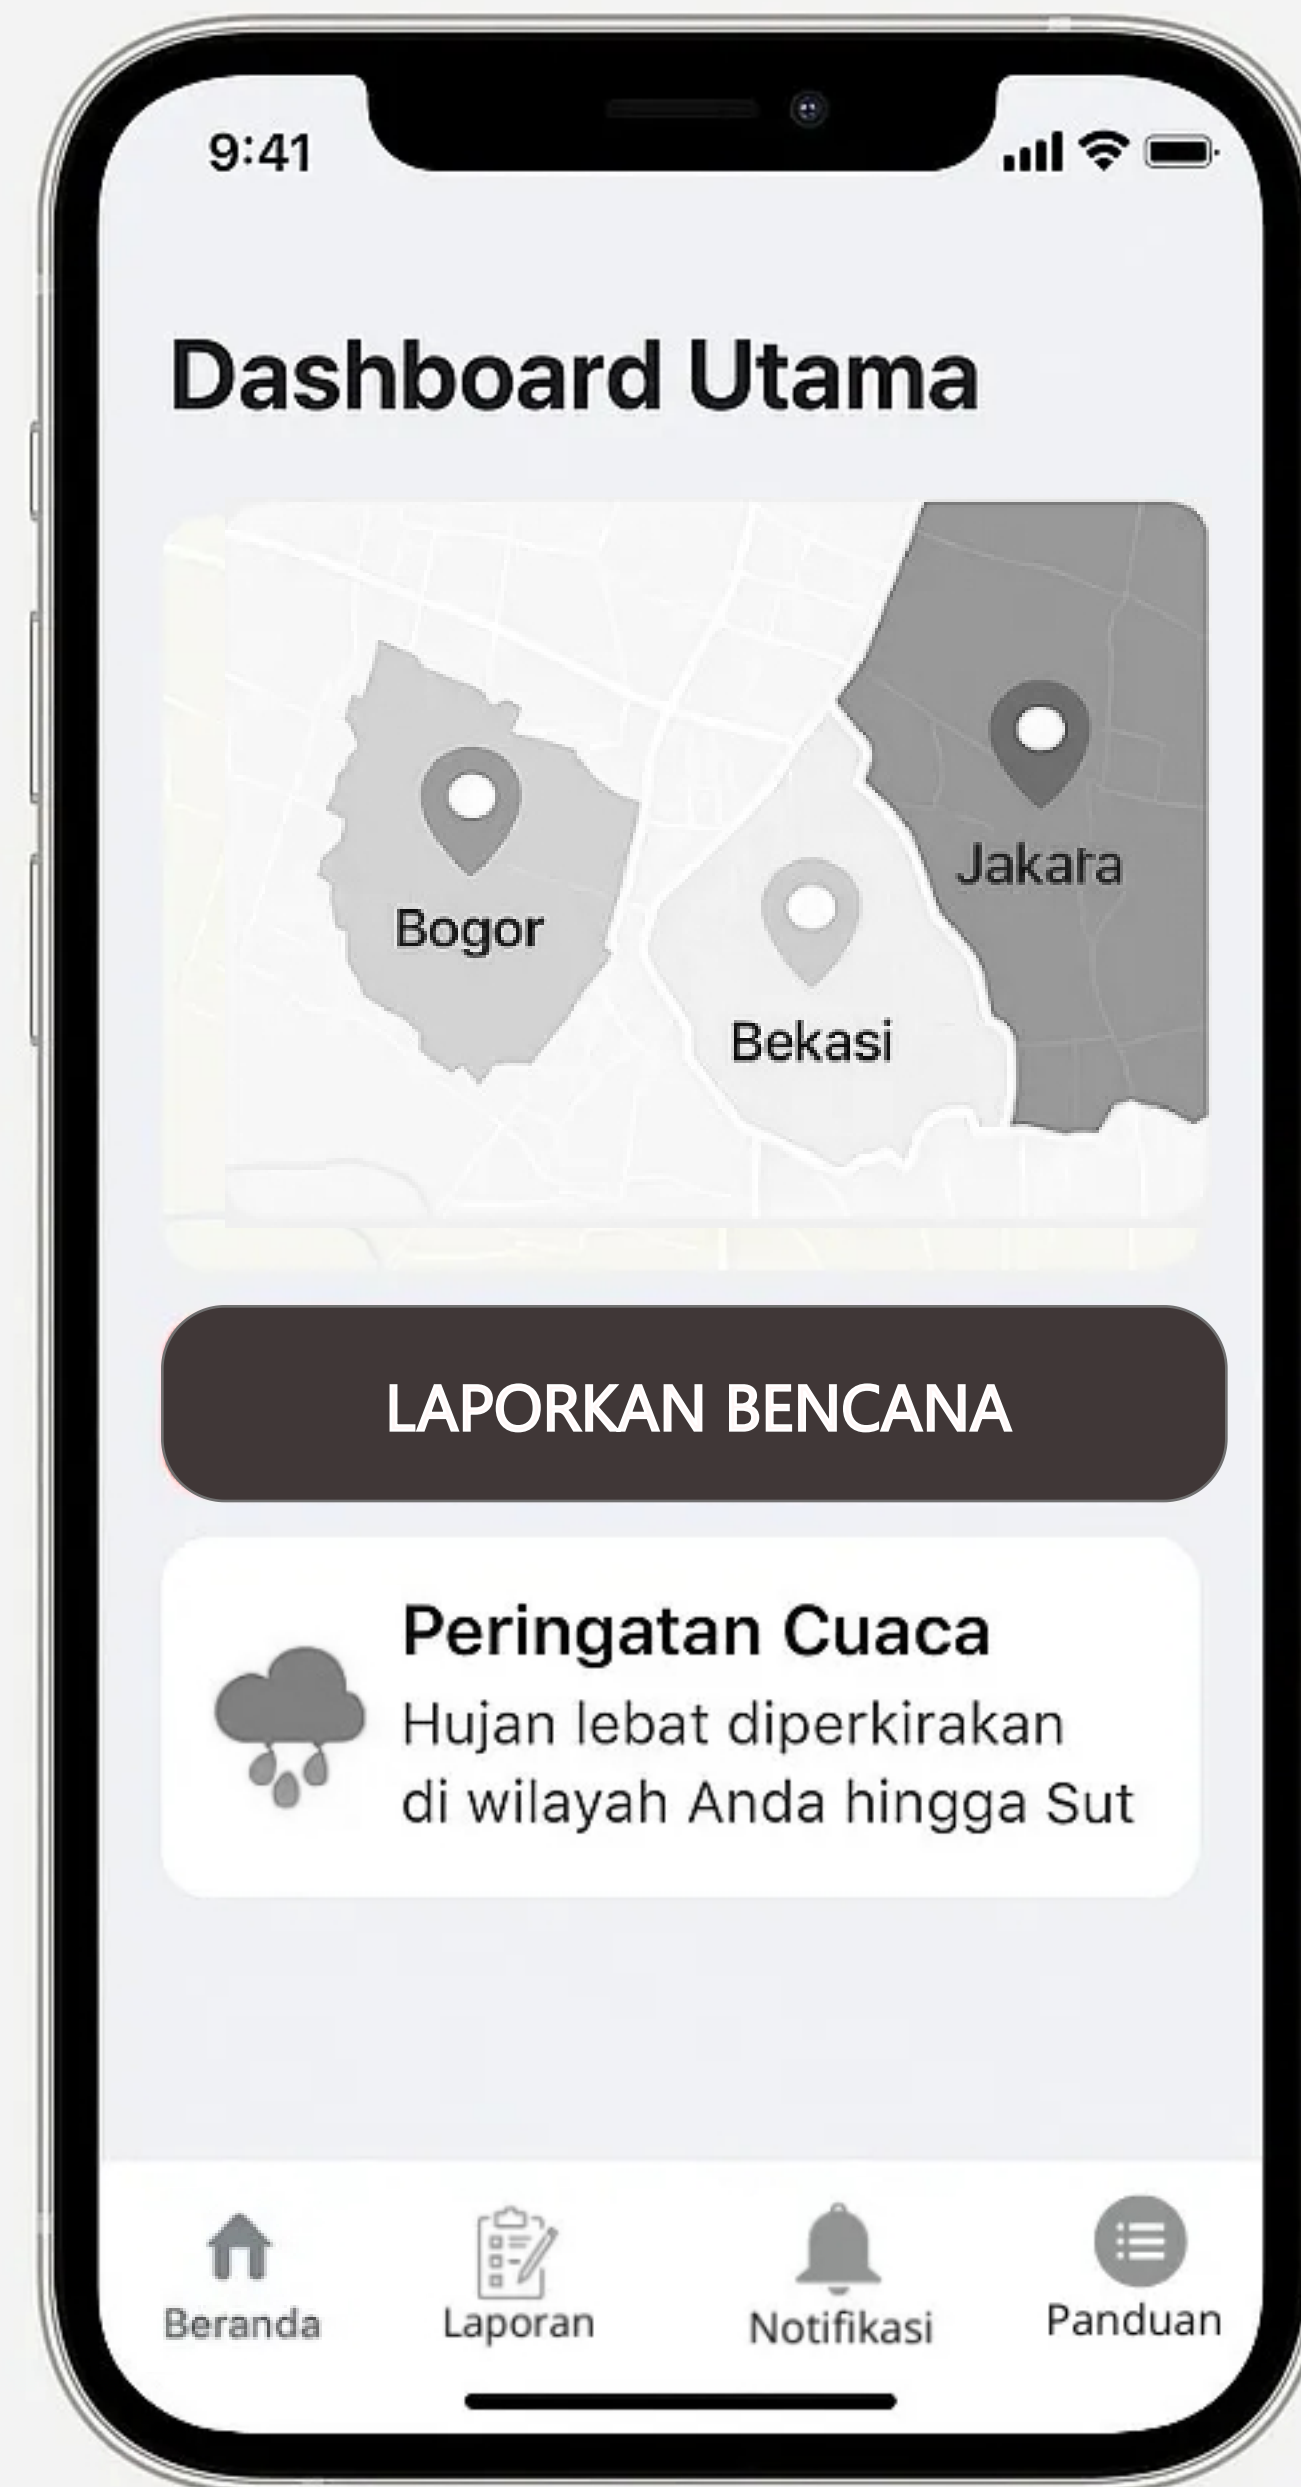 9:41
Dashboard Utama
Jakata
Bogor
Bekasi
LAPORKAN BENCANA
Peringatan Cuaca
Hujan lebat diperkirakan
di wilayah Anda hingga Sut
Beranda
Laporan
Notifikasi
Panduan